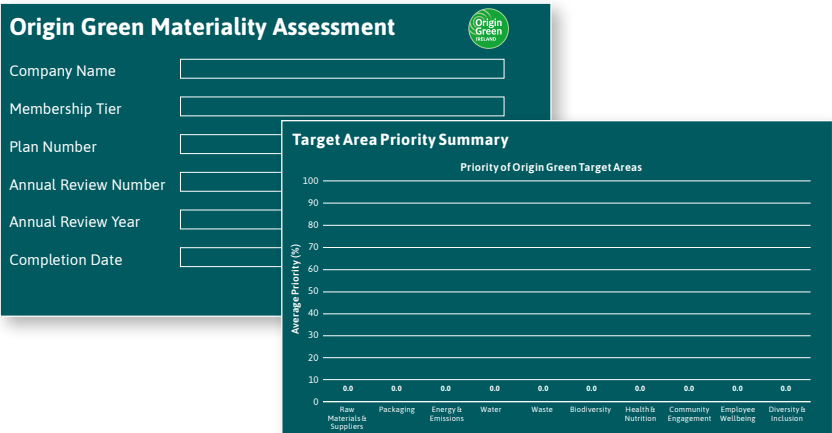 Origin Green Materiality Assessment
Origin
Green
IRELAND
Company Name
Membership Tier
Plan Number
Annual Review Number
Annual Review Year
Completion Date
Target Area Priority Summary
Priority of Origin Green Target Areas
Average Priority (%)
100
90
80
70
60
50
40
30
20
10
0
0.0 0.0 0.0 0.0 0.0 0.0 0.0 0.0 0.0 0.0
Raw
Materials &
Suppliers
Packaging
Energy &
Emissions
Water
Waste
Biodiversity
Health &
Nutrition
Community
Engagement
Employee
Wellbeing
Diversity &
Inclusion